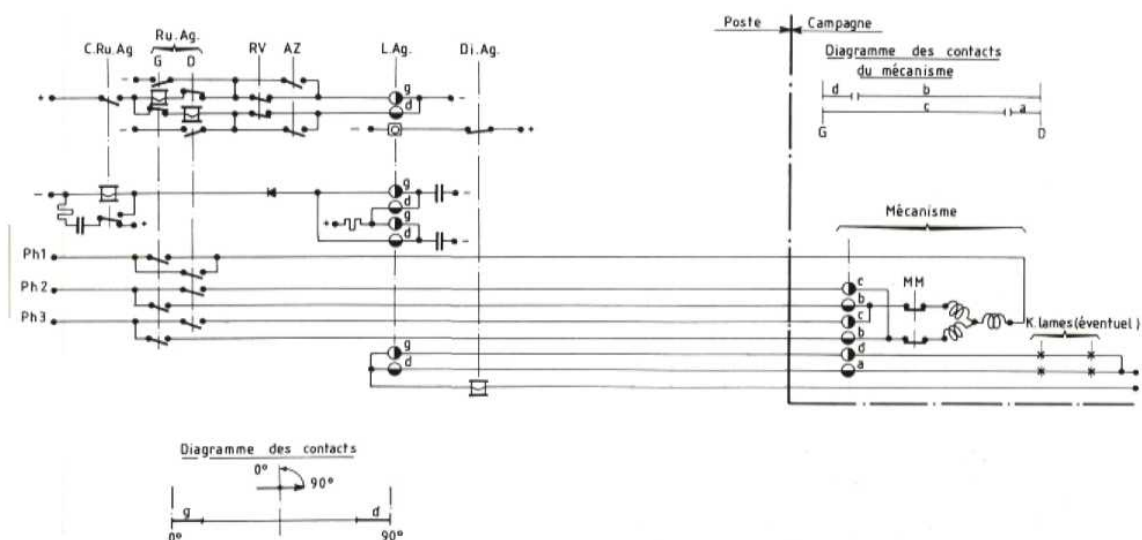 Poste Campagne
C.Ru.Ag Ru.Ag. RV AZ L.Ag. Di.Ag.
G D
Diagramme des contacts
du mécanisme
d b
c a
G D
- -
+ g -
d
- - +
- g -
d
+ + g
d -
Mécanisme
Ph1
Ph2 c MM
b
Ph3 c K.lames(éventuel)
b
g d
d a
Diagramme des contacts
0°
90°
g d
0° 90°